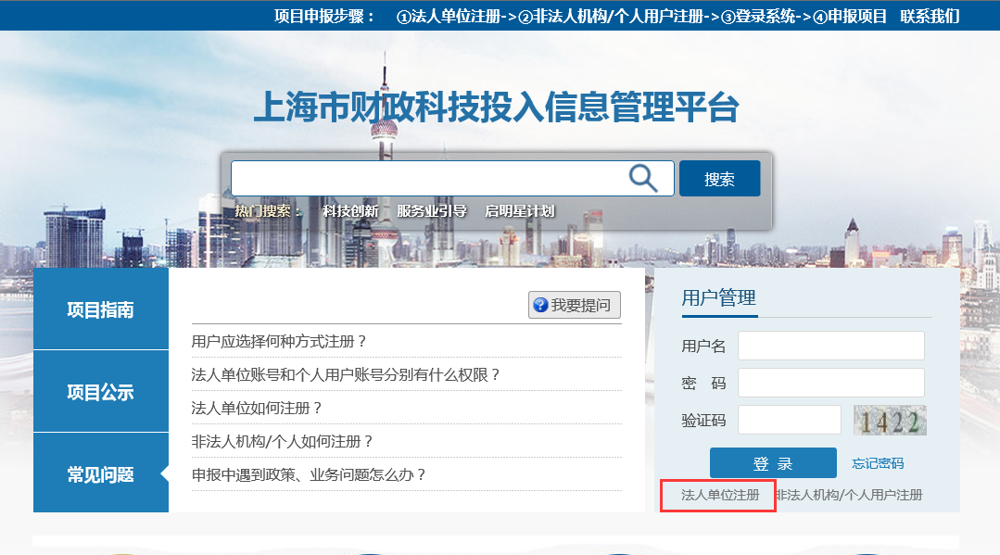 项目申报步骤： ①法人单位注册->②非法人机构/个人用户注册->③登录系统->④申报项目 联系我们
上海市财政科技投入信息管理平台
搜索
热门搜索： 科技创新 服务业引导 启明星计划
项目指南
项目公示
常见问题
我要提问
用户应选择何种方式注册？
法人单位账号和个人用户账号分别有什么权限？
法人单位如何注册？
非法人机构/个人如何注册？
申报中遇到政策、业务问题怎么办？
用户管理
用户名
密 码
验证码 1422
登 录 忘记密码
法人单位注册 非法人机构/个人用户注册